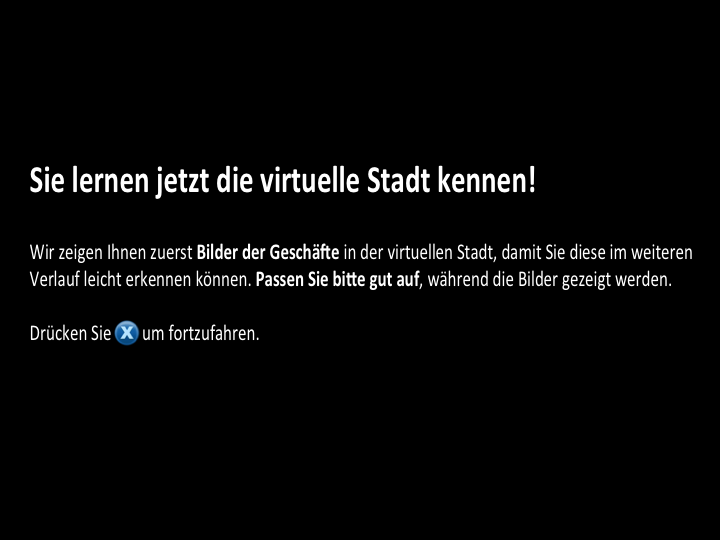 Sie lernen jetzt die virtuelle Stadt kennen!
Wir zeigen Ihnen zuerst Bilder der Geschäfte in der virtuellen Stadt, damit Sie diese im weiteren
Verlauf leicht erkennen können. Passen Sie bitte gut auf, während die Bilder gezeigt werden.
Drücken Sie X um fortzufahren.